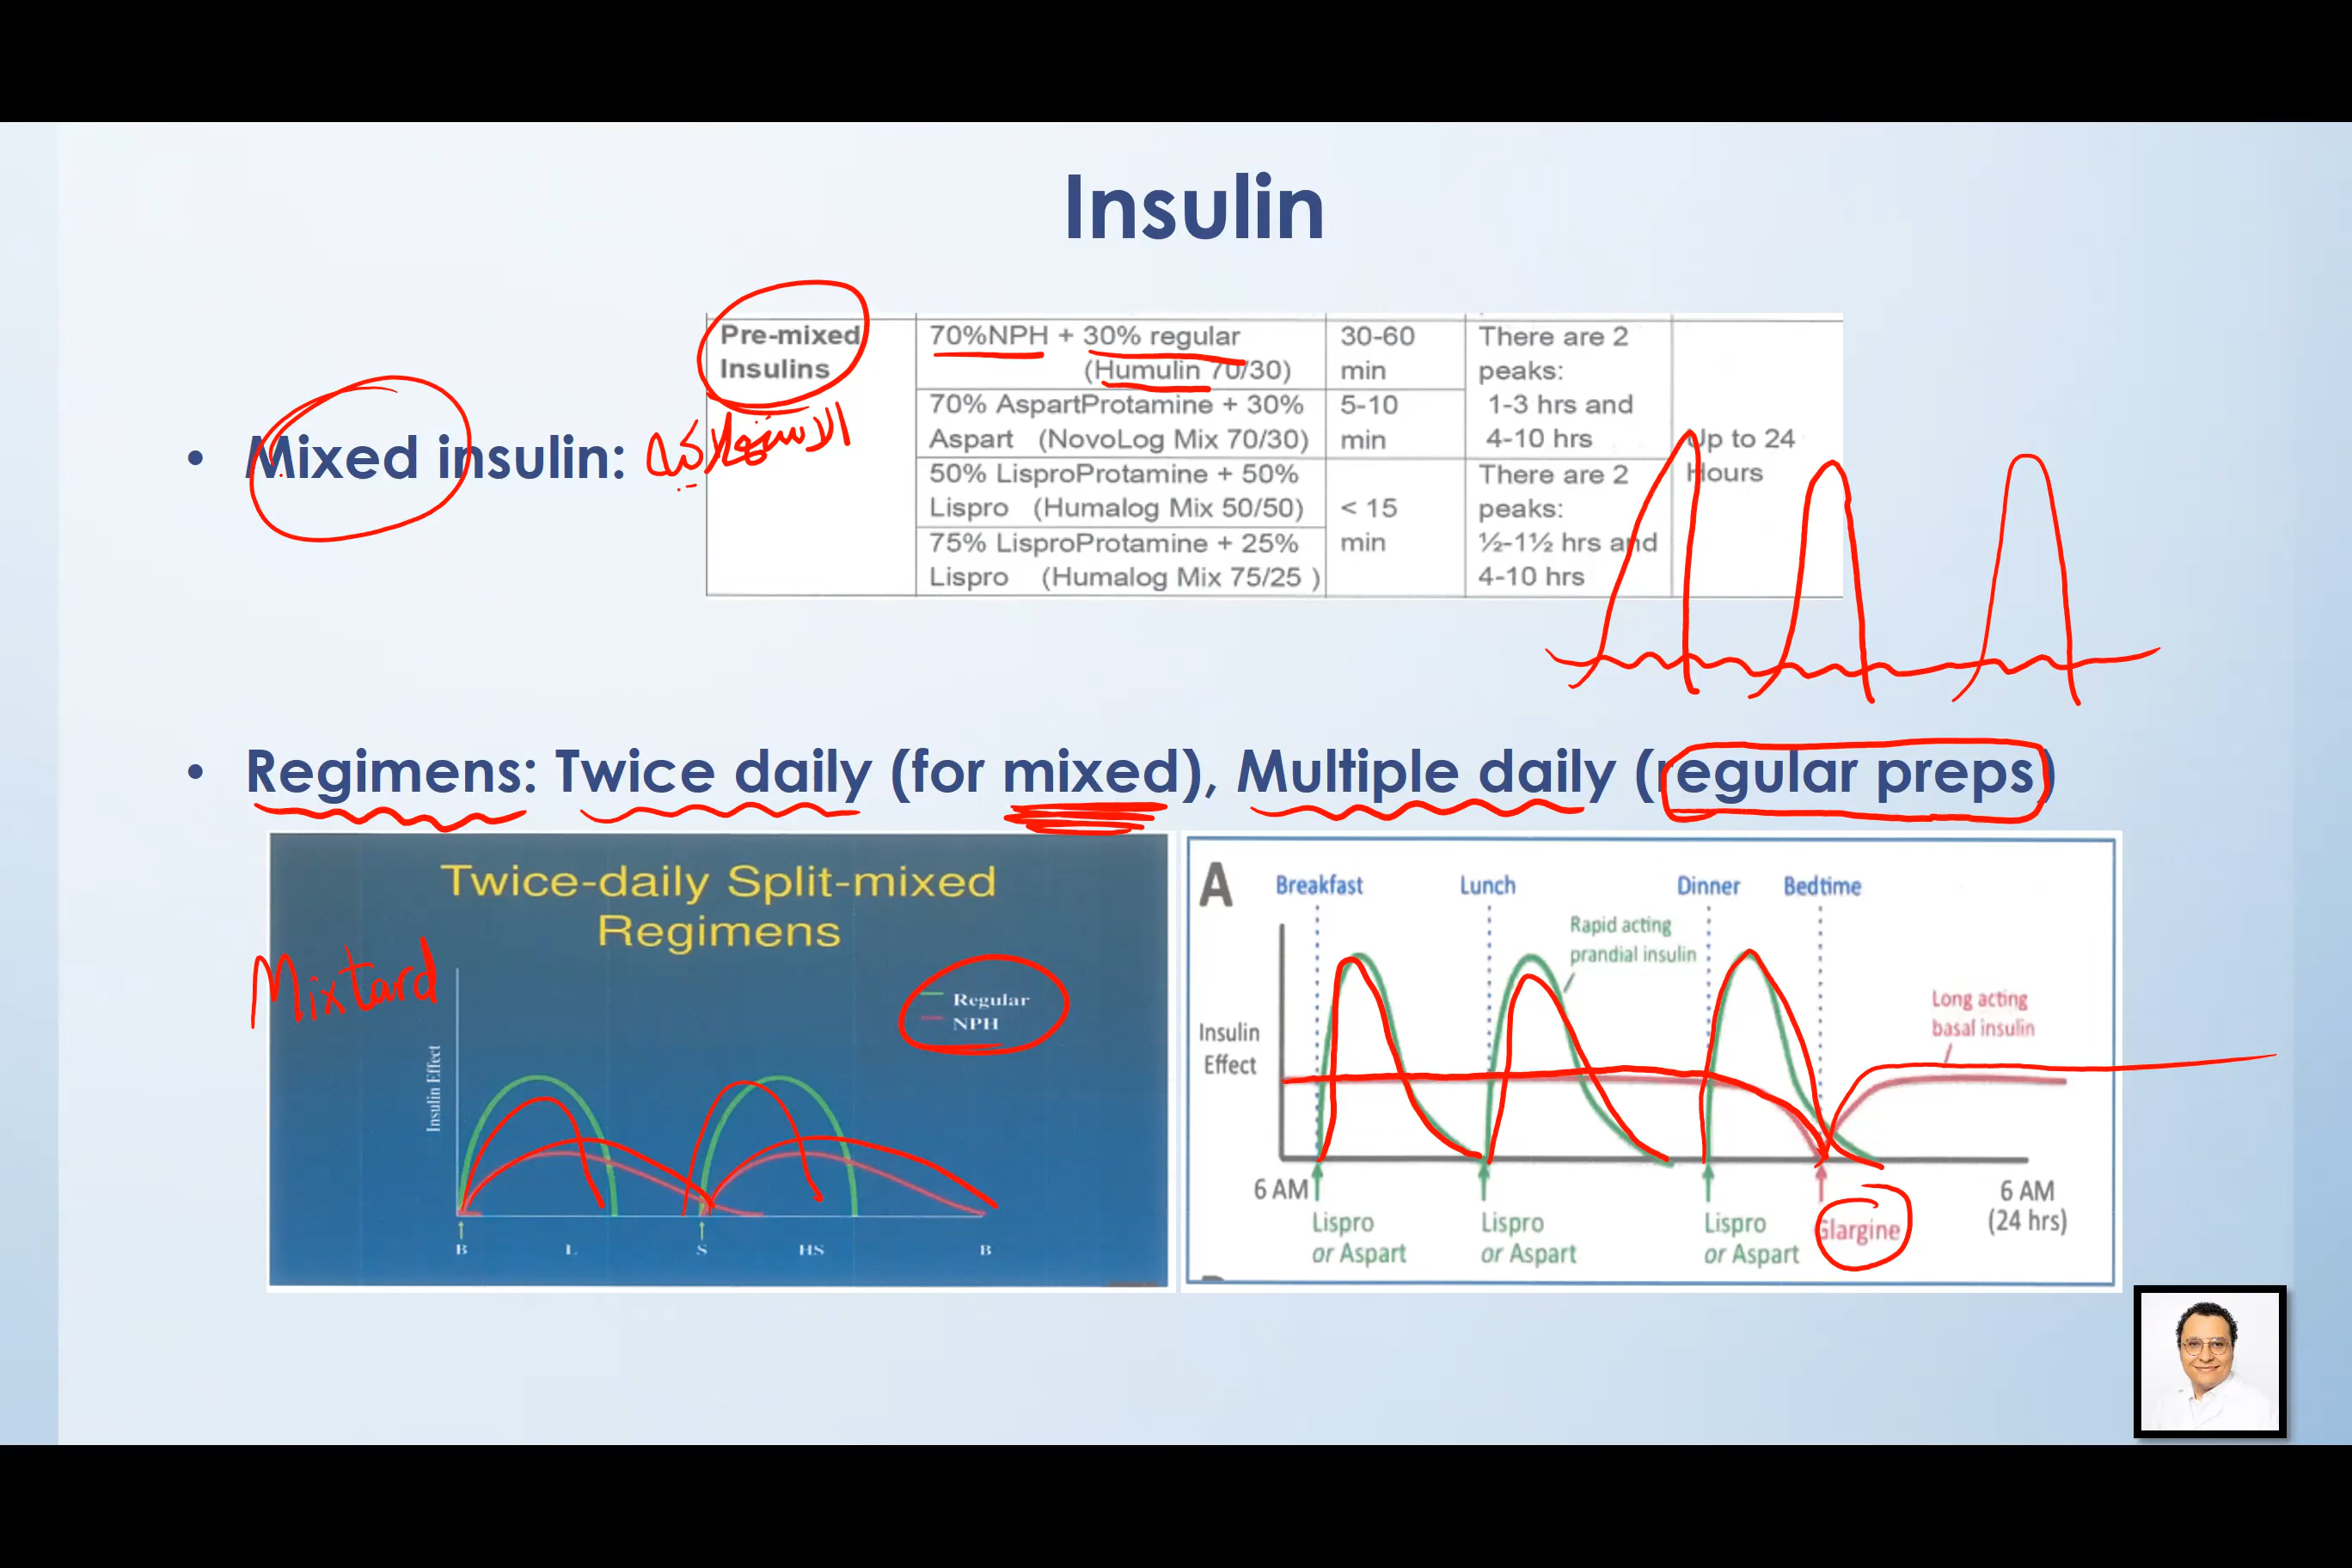 Insulin
Pre-mixed
Insulins
70%NPH + 30% regular
(Humulin 70/30)
30-60
min
There are 2
peaks:
1-3 hrs and
4-10 hrs
Up to 24
Hours
70% AspartProtamine + 30%
Aspart (NovoLog Mix 70/30)
5-10
min
50% LisproProtamine + 50%
Lispro (Humalog Mix 50/50)
< 15
min
There are 2
peaks:
½-1½ hrs and
4-10 hrs
75% LisproProtamine + 25%
Lispro (Humalog Mix 75/25 )
• Mixed insulin:
• Regimens: Twice daily (for mixed), Multiple daily (regular preps)
Twice-daily Split-mixed
Regimens
Mixtard
Regular
NPH
Insulin Effect
B L S HS B
A
Breakfast Lunch Dinner Bedtime
Rapid acting
prandial insulin
Long acting
basal insulin
Insulin
Effect
6 AM
6 AM
(24 hrs)
Lispro
or Aspart
Lispro
or Aspart
Lispro
or Aspart
Glargine